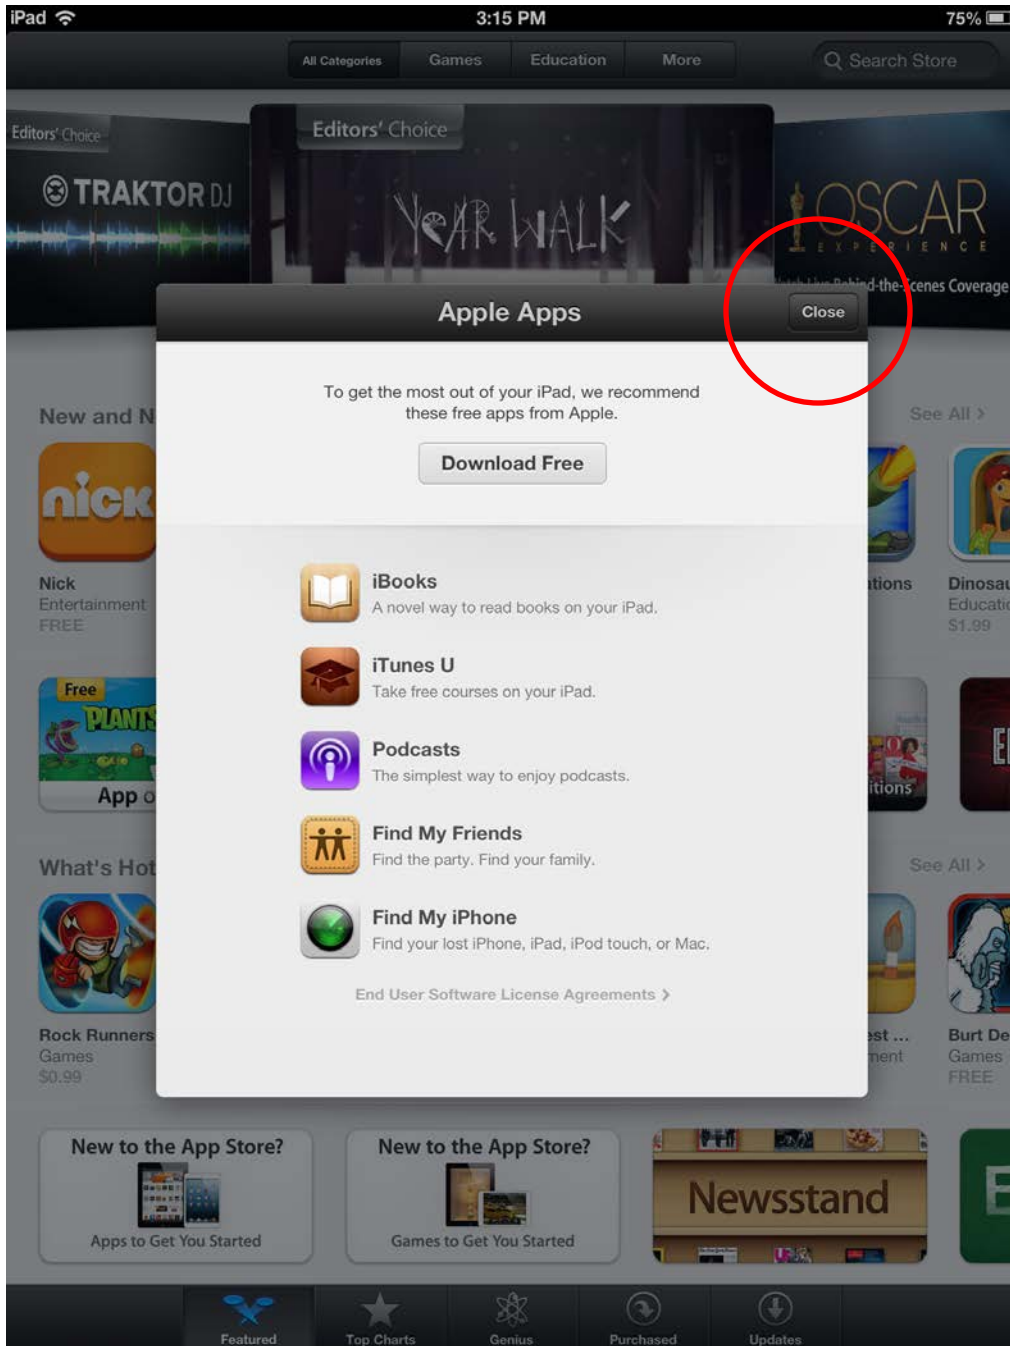 iPad
3:15 PM
75%
All Categories
Games
Education
More
Search Store
Editors' Choice
TRAKTOR DJ
Editors' Choice
YEAR WALK
OSCAR
EXPERIENCE
d-the-Scenes Coverage
Apple Apps
Close
To get the most out of your iPad, we recommend
these free apps from Apple.
Download Free
New and N
See All >
nick
Nick
Entertainment
FREE
Dinosau
Educatio
$1.99
iBooks
A novel way to read books on your iPad.
iTunes U
Take free courses on your iPad.
Podcasts
The simplest way to enjoy podcasts.
Find My Friends
Find the party. Find your family.
Find My iPhone
Find your lost iPhone, iPad, iPod touch, or Mac.
End User Software License Agreements >
Free
PLANTS
App o
itions
What's Hot
See All >
Rock Runners
Games
$0.99
est ...
ment
Burt De
Games
FREE
New to the App Store?
Apps to Get You Started
New to the App Store?
Games to Get You Started
Newsstand
E
Featured
Top Charts
Genius
Purchased
Updates